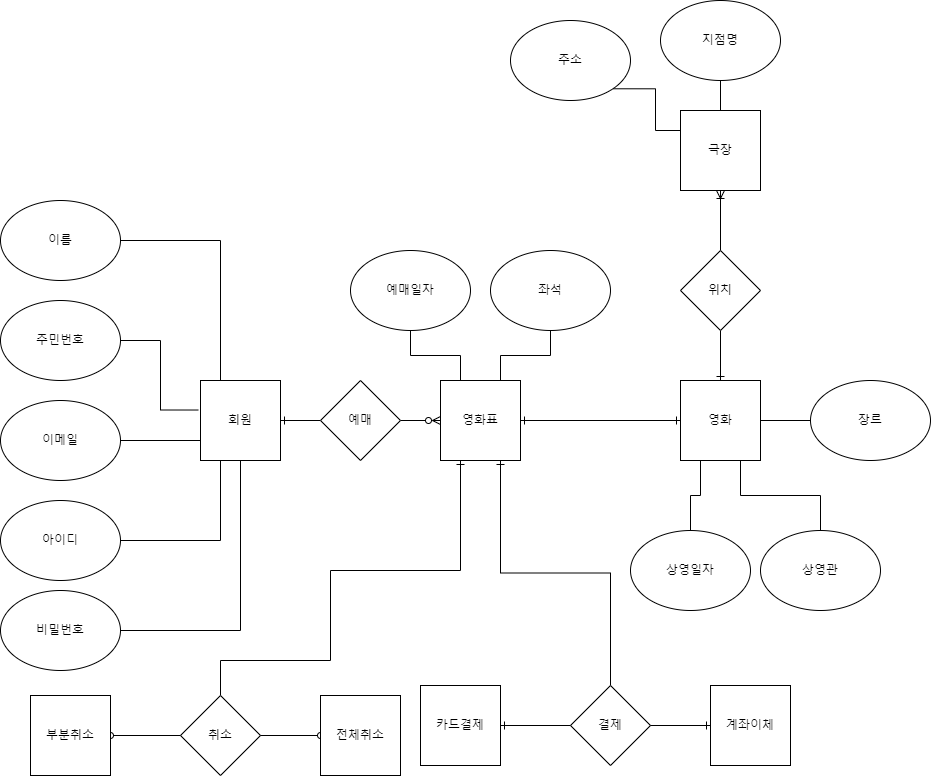 지점명
주소
극장
이름
예매일자
좌석
위치
주민번호
회원
예매
영화표
영화
장르
이메일
아이디
상영일자
상영관
비밀번호
부분취소
취소
전체취소
카드결제
결제
계좌이체